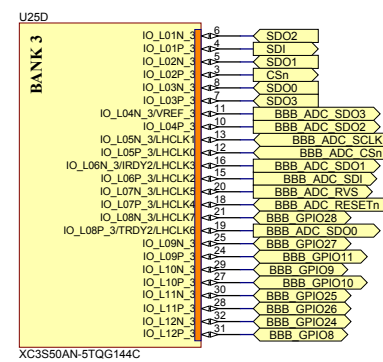 U25D
BANK 3
IO_L01N_3 6 SDO2
IO_L01P_3 4 SDI
IO_L02N_3 5 SDO1
IO_L02P_3 3 CSn
IO_L03N_3 8 SDO0
IO_L03P_3 7 SDO3
IO_L04N_3/VREF_3 11 BBB_ADC_SDO3
IO_L04P_3 10 BBB_ADC_SDO2
IO_L05N_3/LHCLK1 13 BBB_ADC_SCLK
IO_L05P_3/LHCLK0 12 BBB_ADC_CSn
IO_L06N_3/IRDY2/LHCLK3 16 BBB_ADC_SDO1
IO_L06P_3/LHCLK2 15 BBB_ADC_SDI
IO_L07N_3/LHCLK5 20 BBB_ADC_RVS
IO_L07P_3/LHCLK4 18 BBB_ADC_RESETn
IO_L08N_3/LHCLK7 21 BBB_GPIO28
IO_L08P_3/TRDY2/LHCLK6 19 BBB_ADC_SDO0
IO_L09N_3 25 BBB_GPIO27
IO_L09P_3 24 BBB_GPIO11
IO_L10N_3 29 BBB_GPIO9
IO_L10P_3 27 BBB_GPIO10
IO_L11N_3 30 BBB_GPIO25
IO_L11P_3 28 BBB_GPIO26
IO_L12N_3 32 BBB_GPIO24
IO_L12P_3 31 BBB_GPIO8
XC3S50AN-5TQG144C